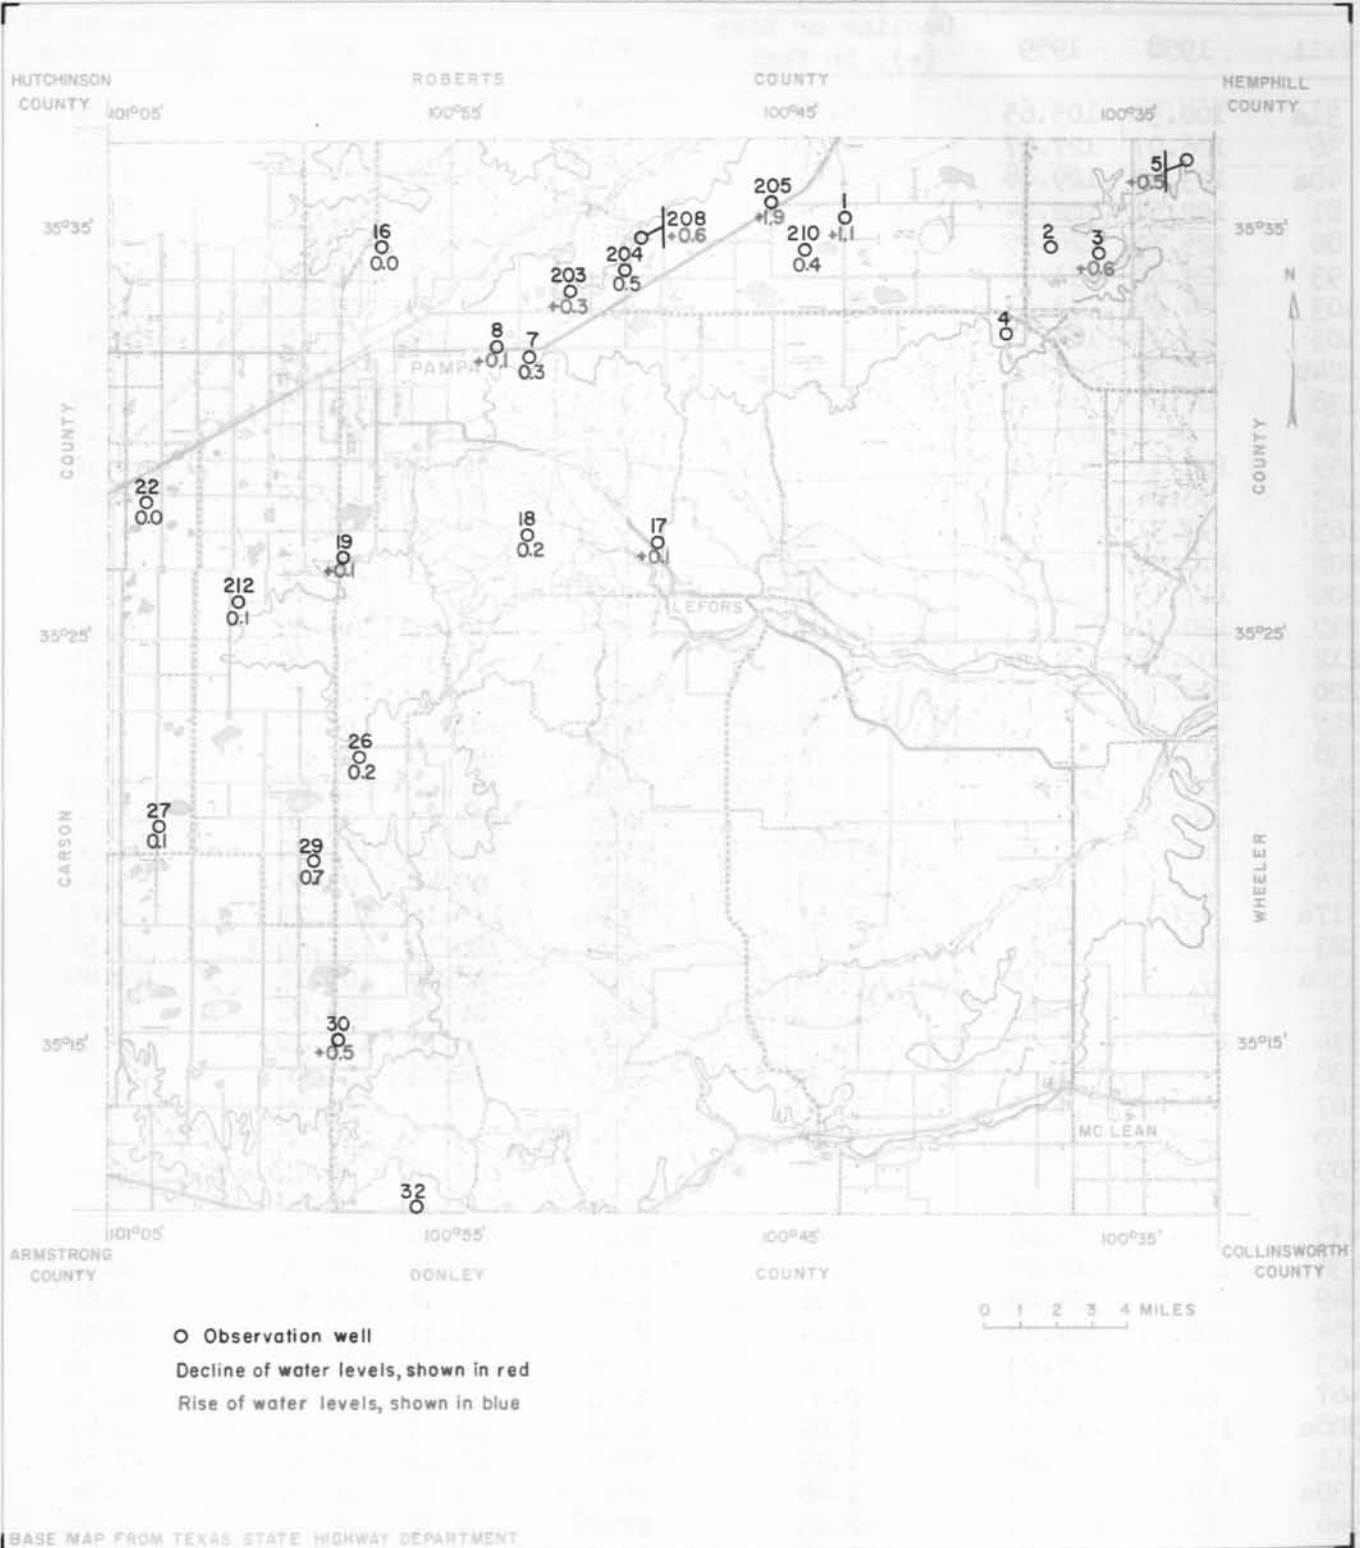 Decline or Rise
1958 1959
(+), in feet
HUTCHINSON COUNTY
ROBERTS COUNTY
HEMPHILL COUNTY
101°05' 100°55' 100°45' 100°35'
35°35' 35°35'
5
+0.5
205
+1.9
1
+1.1
208
+0.6
16
0.0
210
0.4
2
3
+0.6
204
0.5
203
+0.3
N
4
8
+0.1
7
0.3
PAMPA
COUNTY
COUNTY
22
0.0
18
0.2
17
+0.1
19
+0.1
212
0.1
LEFORS
35°25' 35°25'
26
0.2
27
0.1
29
0.7
CARSON
WHEELER
30
+0.5
35°15' 35°15'
MC LEAN
32
101°05' 100°55' 100°45' 100°35'
ARMSTRONG COUNTY
DONLEY COUNTY
COLLINSWORTH COUNTY
0 1 2 3 4 MILES
O Observation well
Decline of water levels, shown in red
Rise of water levels, shown in blue
BASE MAP FROM TEXAS STATE HIGHWAY DEPARTMENT